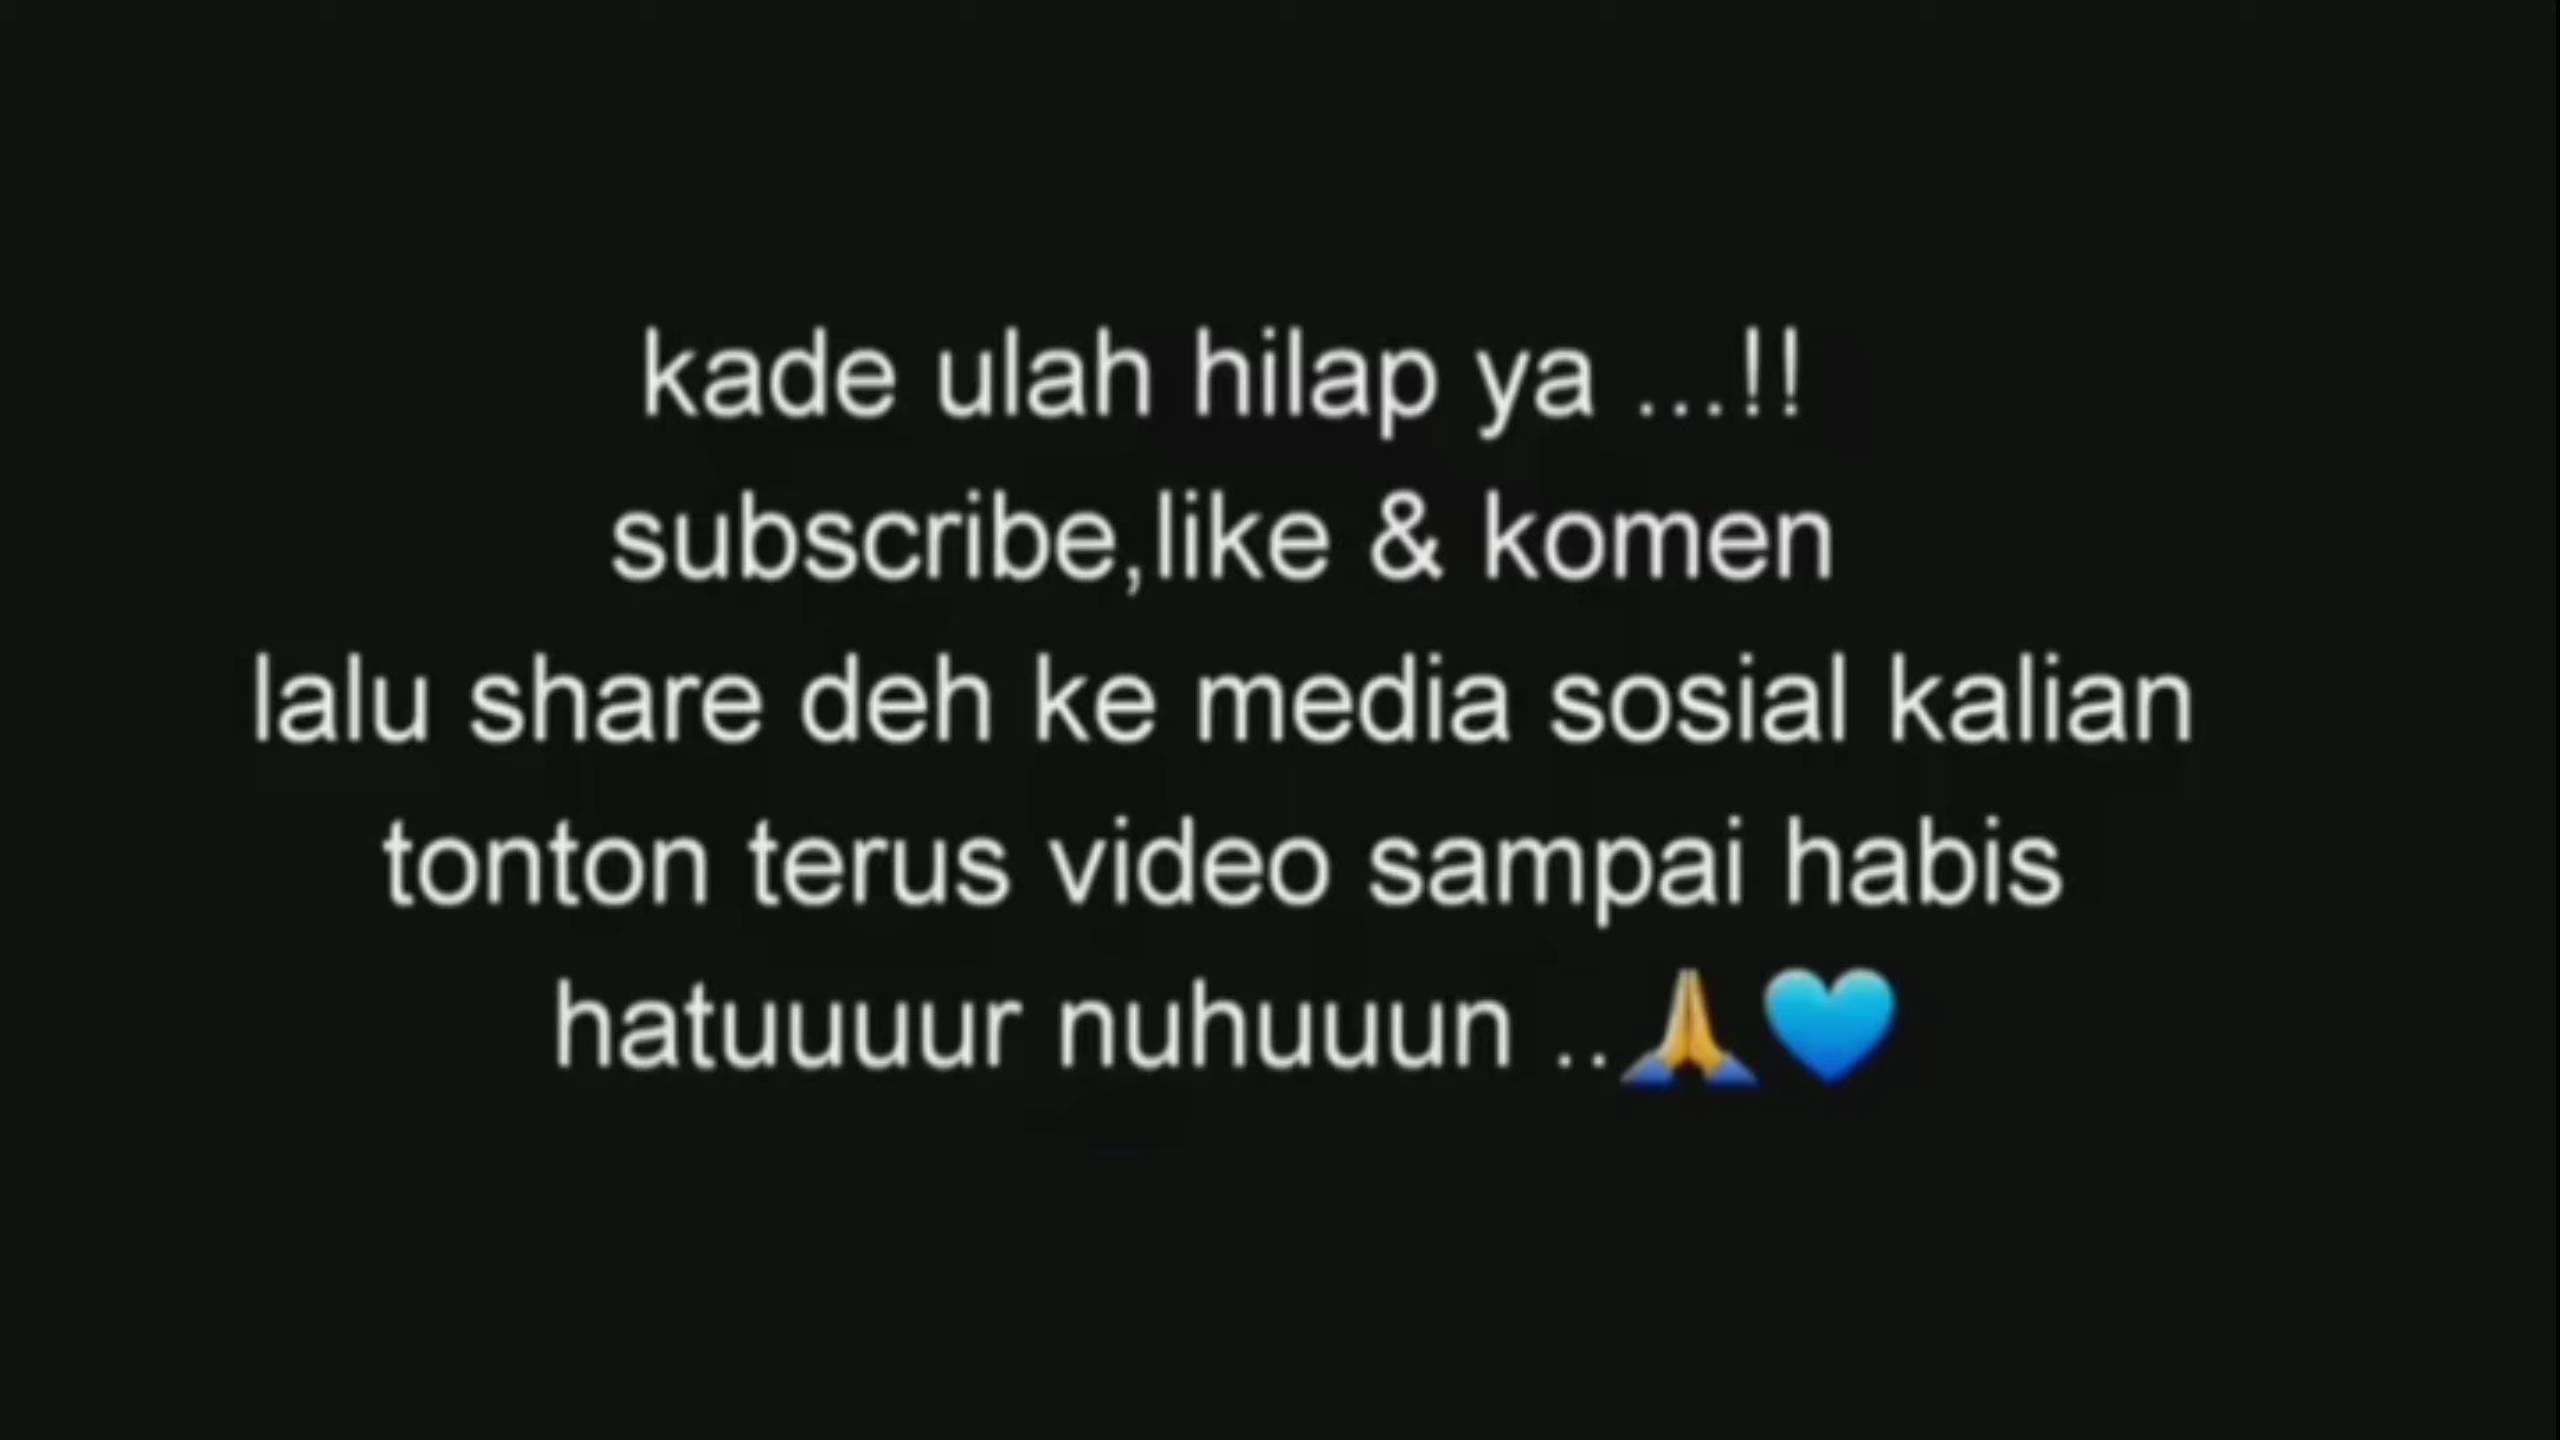 kade ulah hilap ya ...!!
subscribe,like & komen
lalu share deh ke media sosial kalian
tonton terus video sampai habis
hatuuuur nuhuuun ..🙏💙